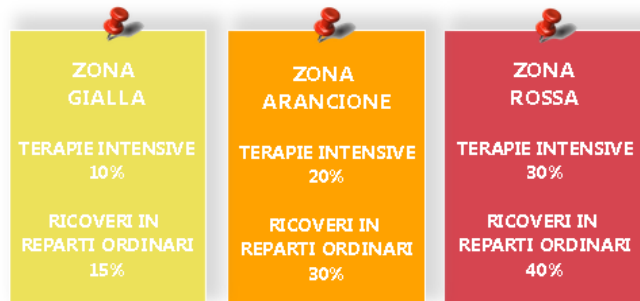 ZONA
GIALLA
TERAPIE INTENSIVE
10%
RICOVERI IN
REPARTI ORDINARI
15%
ZONA
ARANCIONE
TERAPIE INTENSIVE
20%
RICOVERI IN
REPARTI ORDINARI
30%
ZONA
ROSSA
TERAPIE INTENSIVE
30%
RICOVERI IN
REPARTI ORDINARI
40%